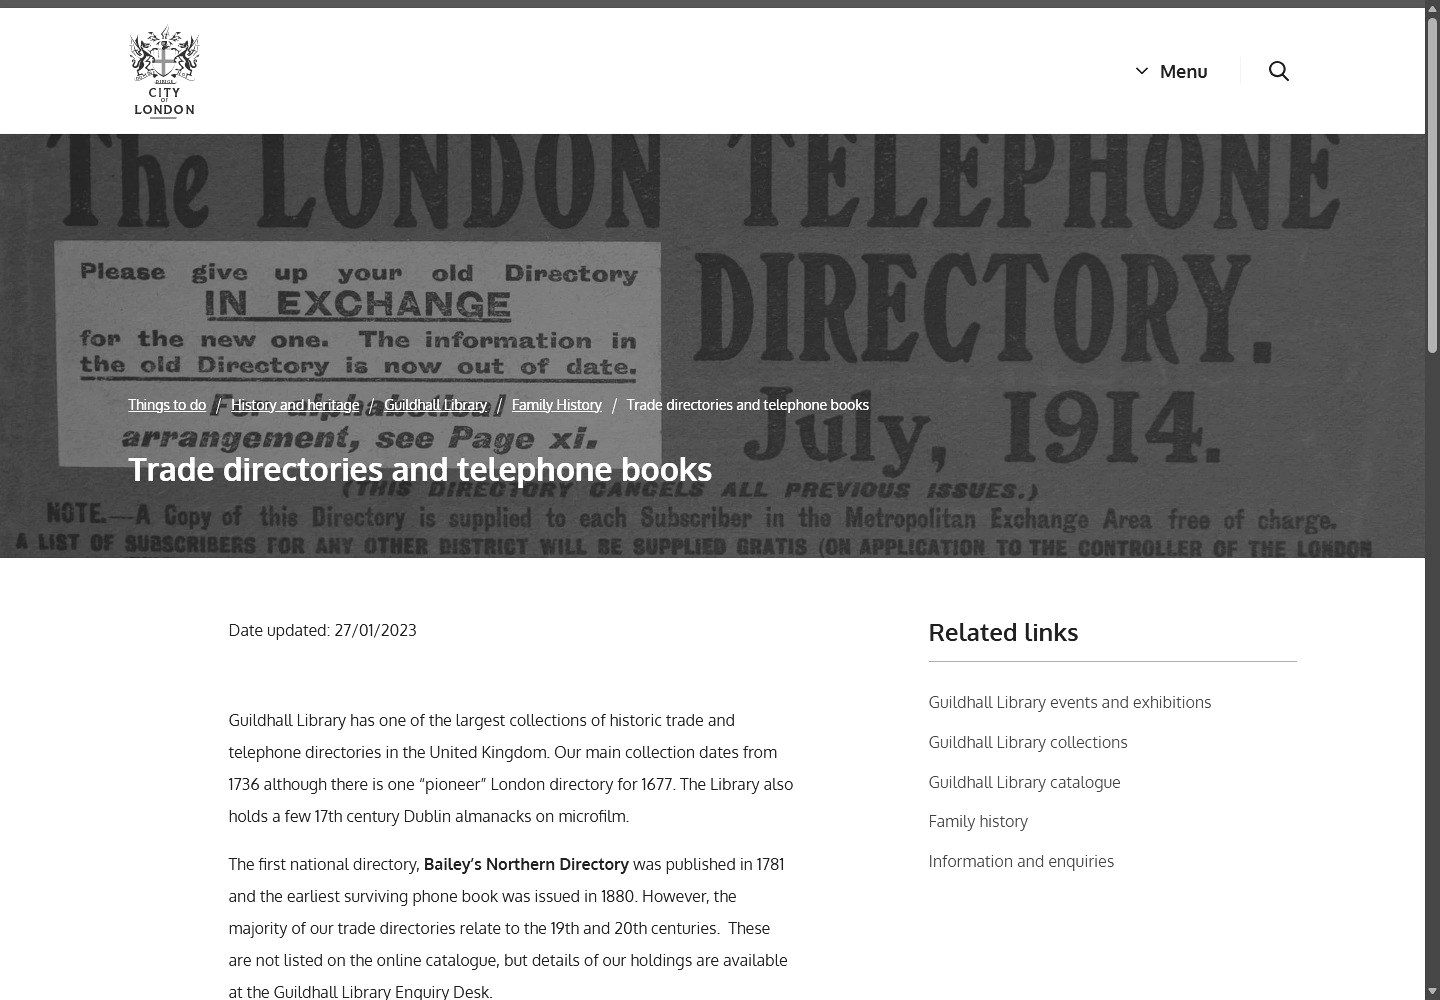 CITY
OF
LONDON
Menu
The LONDON TELEPHONE
DIRECTORY.
Please give up your old Directory
IN EXCHANGE
for the new one. The information in
the old Directory is now out of date.
For alphabetical
arrangement, see Page xi.
July, 1914.
(THIS DIRECTORY CANCELS ALL PREVIOUS ISSUES.)
NOTE.—A Copy of this Directory is supplied to each Subscriber in the Metropolitan Exchange Area free of charge.
A LIST OF SUBSCRIBERS FOR ANY OTHER DISTRICT WILL BE SUPPLIED GRATIS (ON APPLICATION TO THE CONTROLLER OF THE LONDON
Things to do / History and heritage / Guildhall Library / Family History / Trade directories and telephone books
Trade directories and telephone books
Date updated: 27/01/2023
Guildhall Library has one of the largest collections of historic trade and
telephone directories in the United Kingdom. Our main collection dates from
1736 although there is one “pioneer” London directory for 1677. The Library also
holds a few 17th century Dublin almanacks on microfilm.
The first national directory, Bailey’s Northern Directory was published in 1781
and the earliest surviving phone book was issued in 1880. However, the
majority of our trade directories relate to the 19th and 20th centuries.  These
are not listed on the online catalogue, but details of our holdings are available
at the Guildhall Library Enquiry Desk.
Related links
Guildhall Library events and exhibitions
Guildhall Library collections
Guildhall Library catalogue
Family history
Information and enquiries